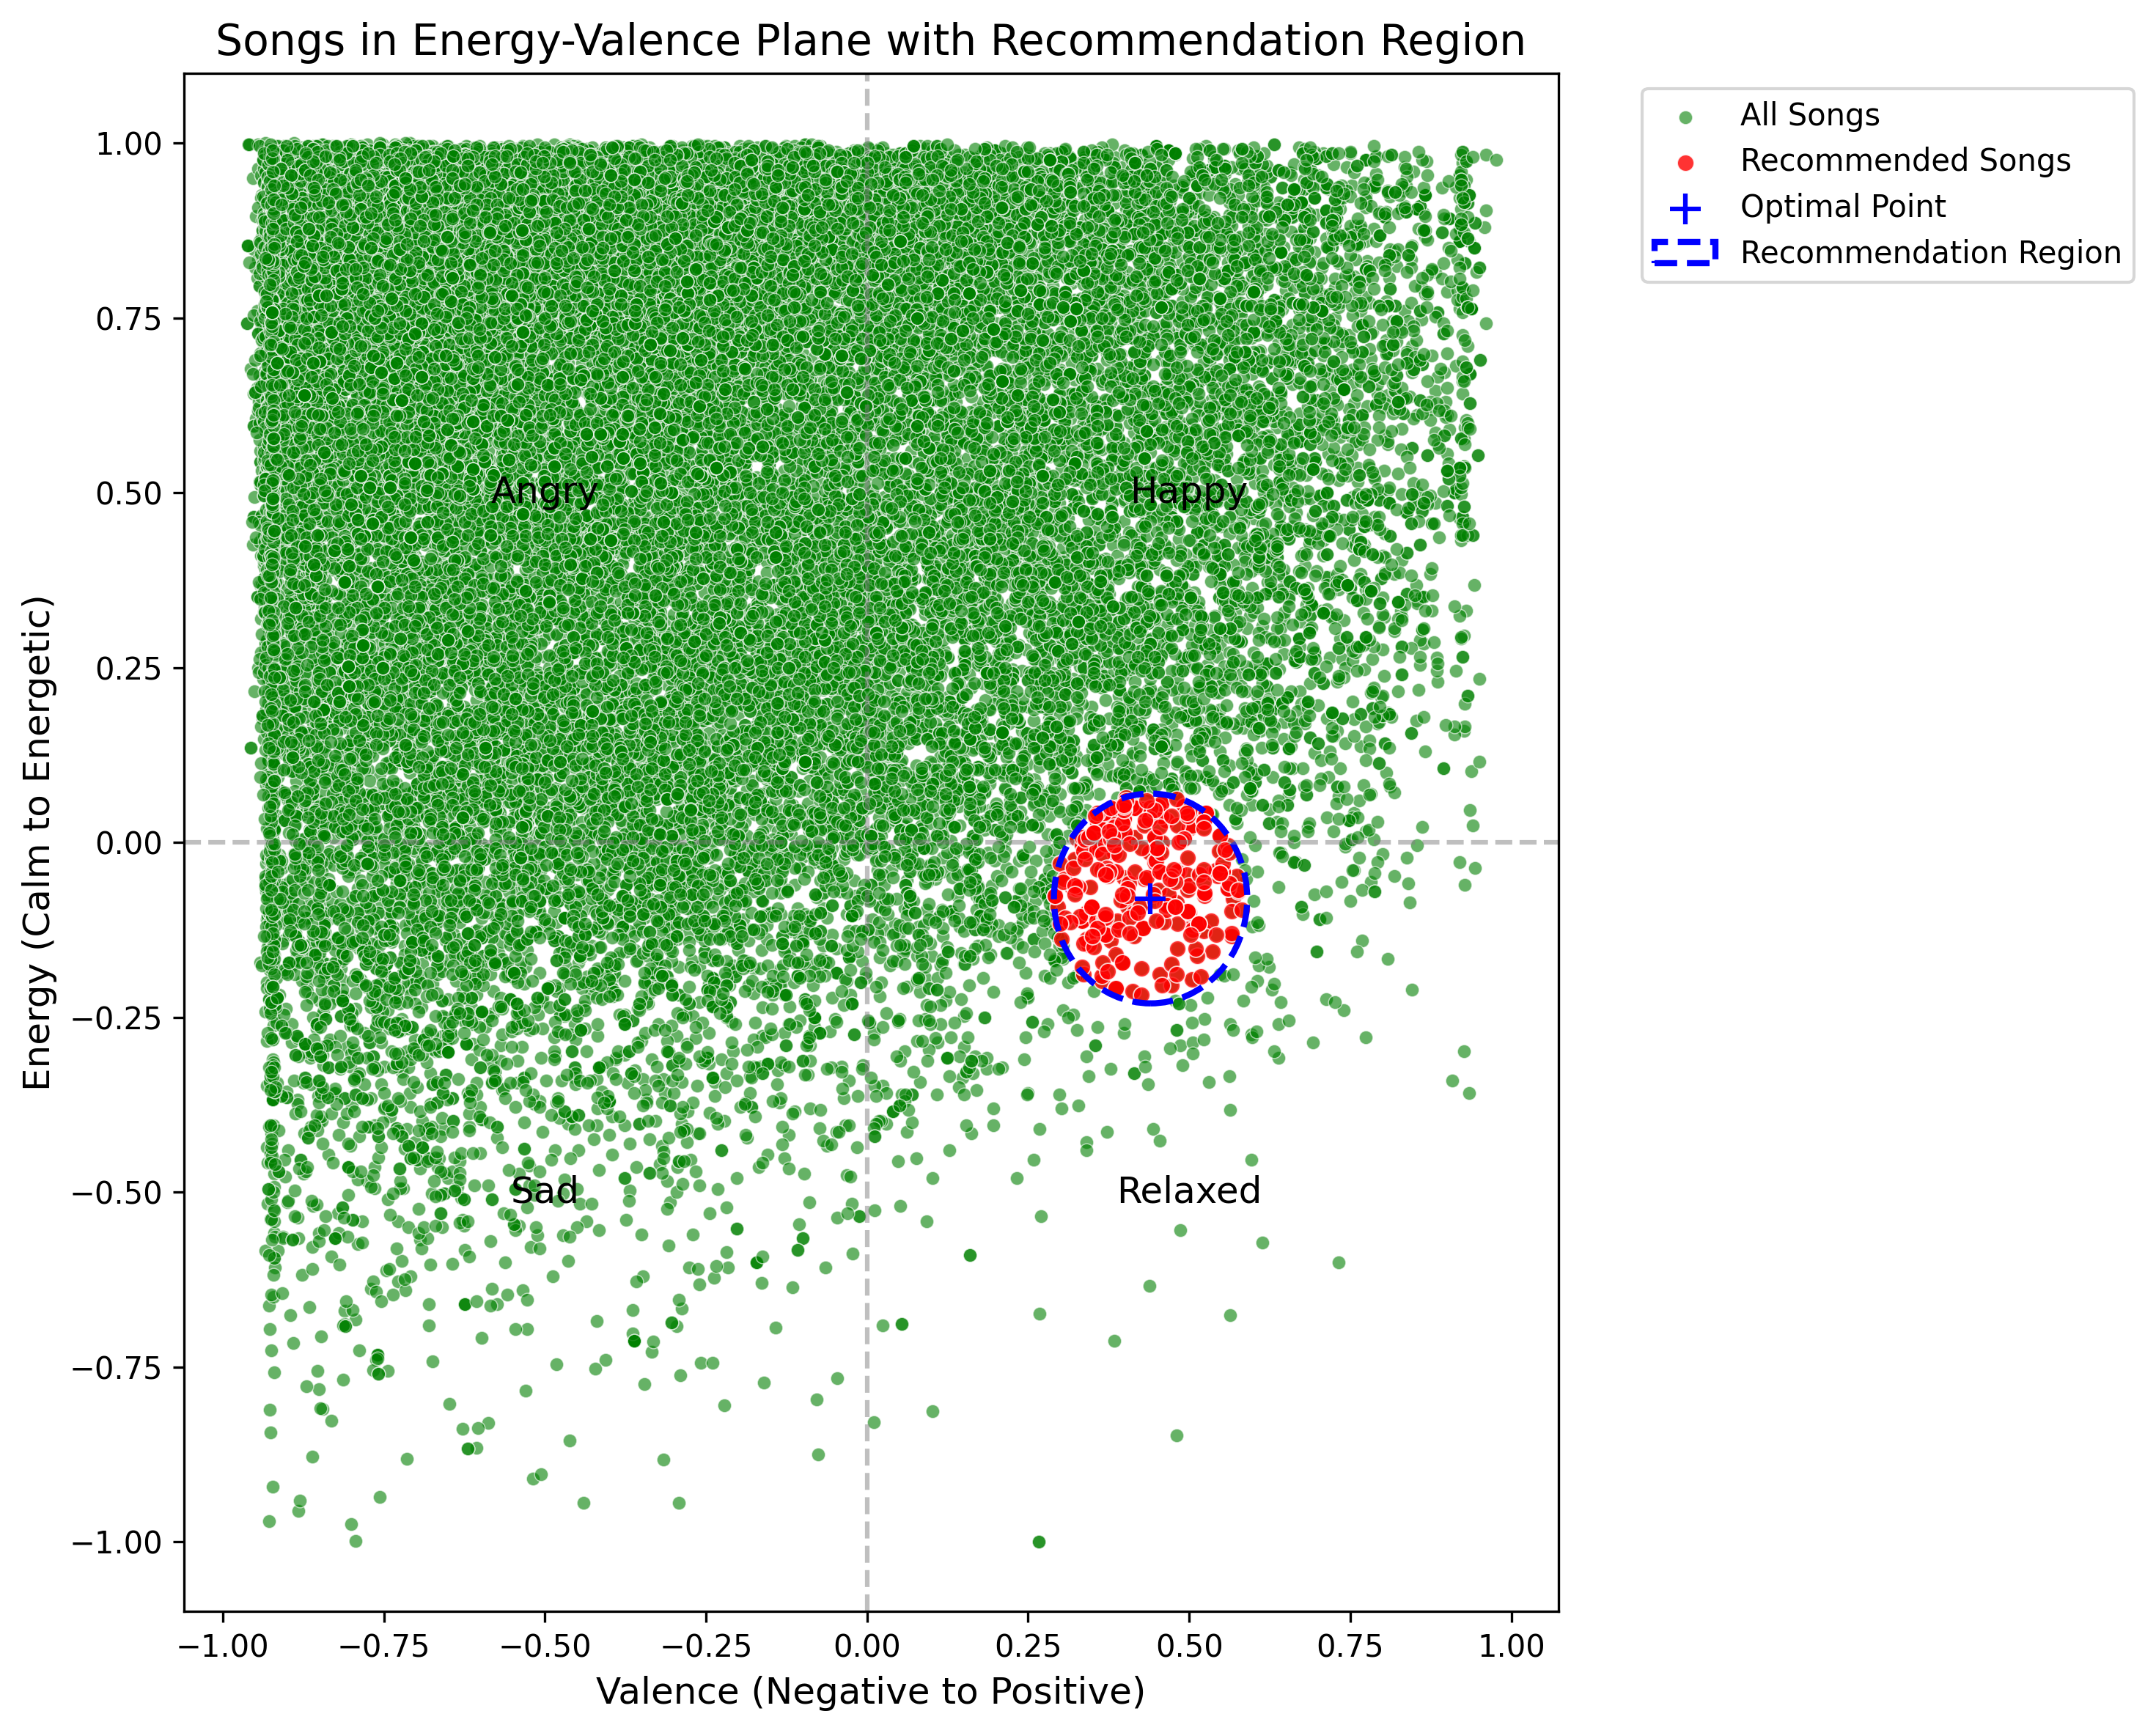 Songs in Energy-Valence Plane with Recommendation Region
All Songs
Recommended Songs
Optimal Point
Recommendation Region
1.00
0.75
0.50
0.25
0.00
−0.25
−0.50
−0.75
−1.00
Energy (Calm to Energetic)
Angry
Happy
Sad
Relaxed
−1.00
−0.75
−0.50
−0.25
0.00
0.25
0.50
0.75
1.00
Valence (Negative to Positive)